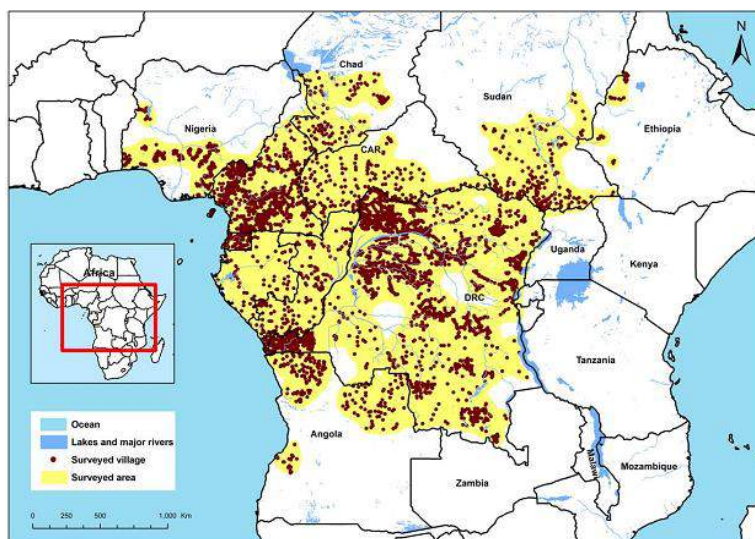 N
Chad
Sudan
Nigeria
Ethiopia
CAR
Uganda
Kenya
Africa
DRC
Tanzania
Ocean
Lakes and major rivers
Surveyed village
Surveyed area
Angola
Malawi
Mozambique
Zambia
0 250 500 1,000 Km